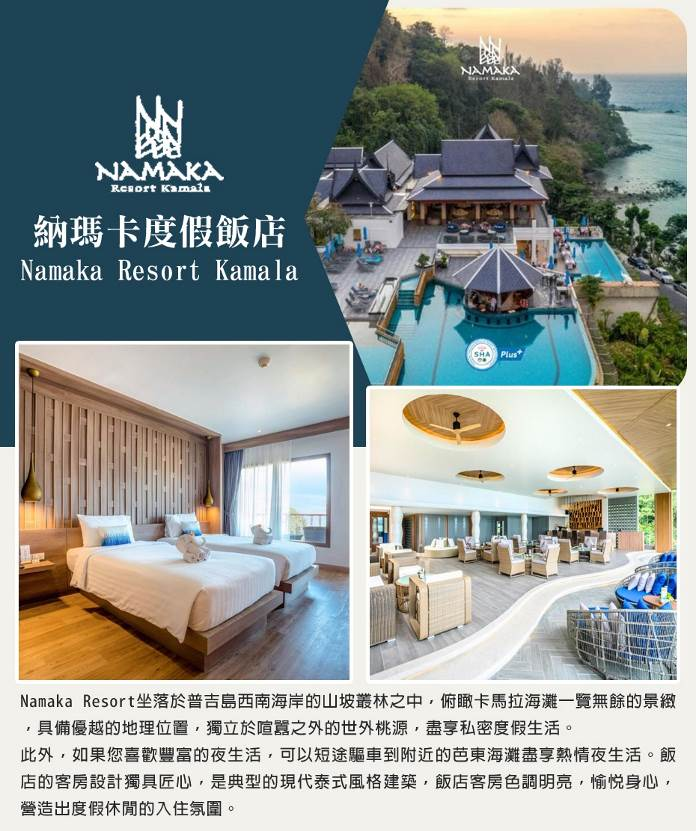 NAMAKA
Resort Kamala
納瑪卡度假飯店
Namaka Resort Kamala
NAMAKA
Resort Kamala
SHA Plus+
Namaka Resort坐落於普吉島西南海岸的山坡叢林之中，俯瞰卡馬拉海灘一覽無餘的景緻
，具備優越的地理位置，獨立於喧囂之外的世外桃源，盡享私密度假生活。
此外，如果您喜歡豐富的夜生活，可以短途驅車到附近的芭東海灘盡享熱情夜生活。飯
店的客房設計獨具匠心，是典型的現代泰式風格建築，飯店客房色調明亮，愉悅身心，
營造出度假休閒的入住氛圍。